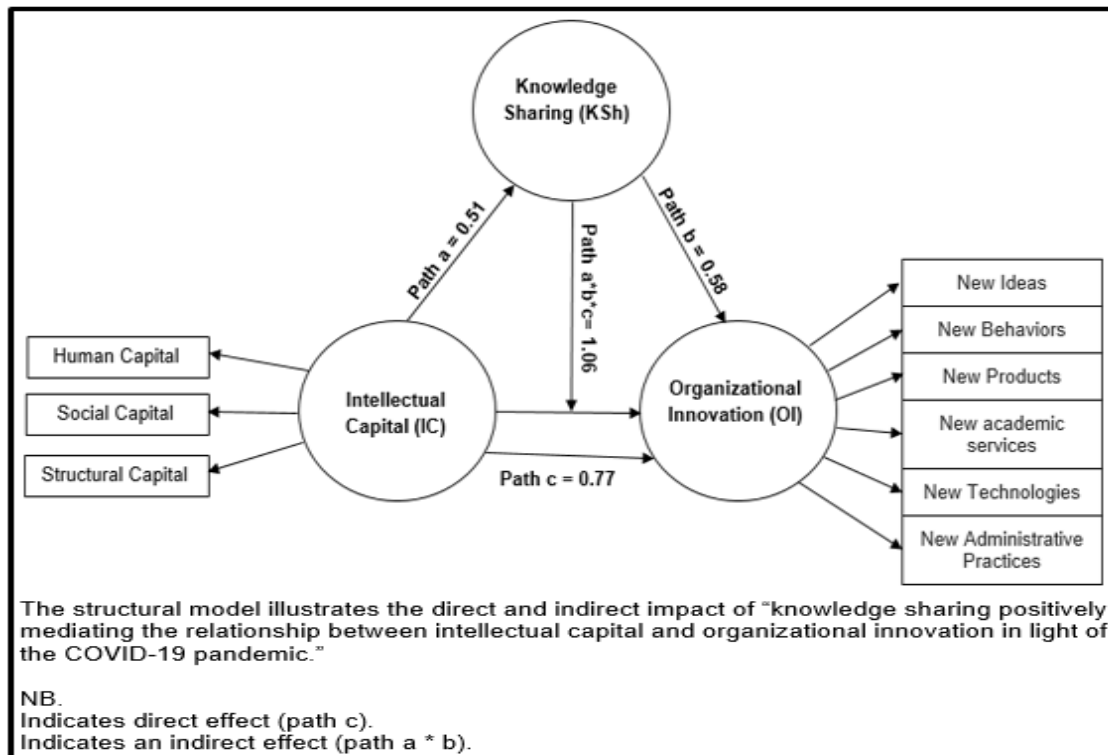 Knowledge
Sharing (KSh)
Path a = 0.51
Path a*b*c= 1.06
Path b = 0.58
Human Capital
Social Capital
Structural Capital
Intellectual
Capital (IC)
Organizational
Innovation (OI)
Path c = 0.77
New Ideas
New Behaviors
New Products
New academic
services
New Technologies
New Administrative
Practices
The structural model illustrates the direct and indirect impact of “knowledge sharing positively
mediating the relationship between intellectual capital and organizational innovation in light of
the COVID-19 pandemic.”
NB.
Indicates direct effect (path c).
Indicates an indirect effect (path a * b).